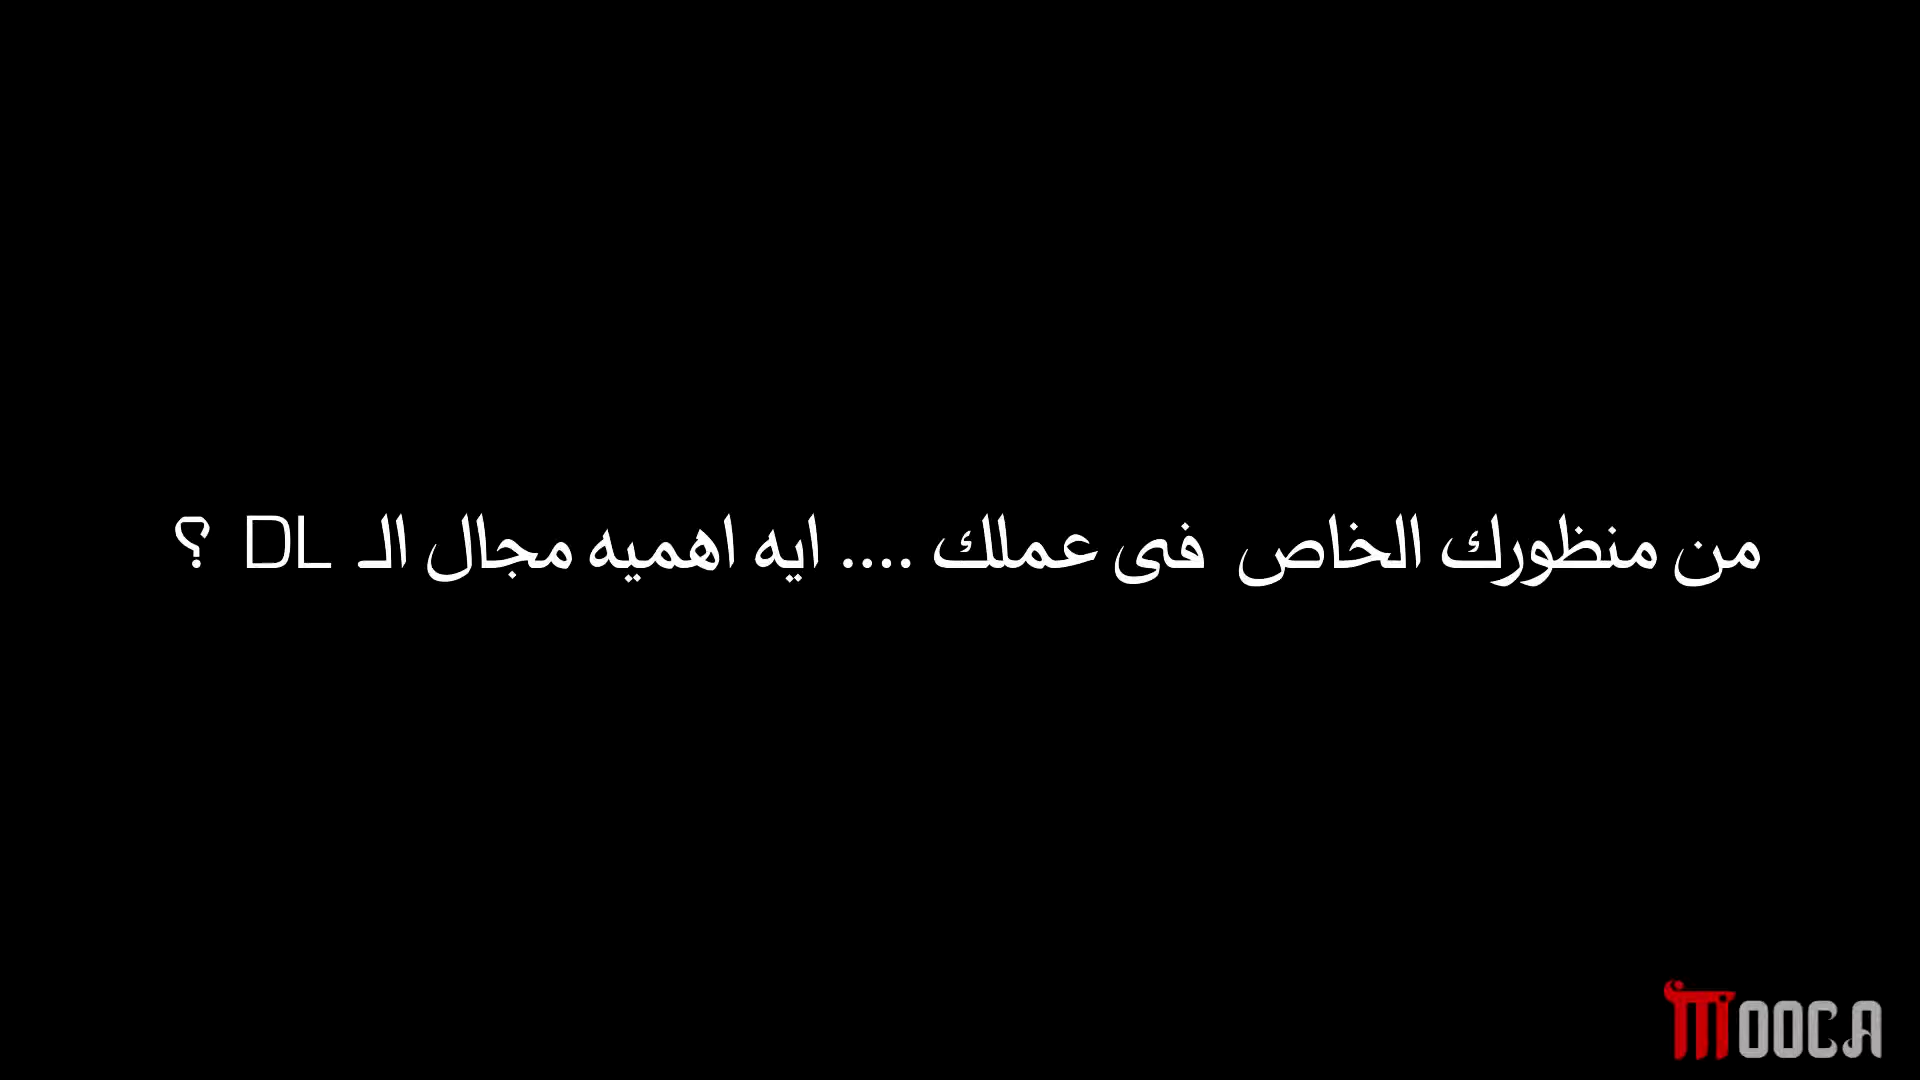 من منظورك الخاص فى عملك .... ايه اهميه مجال الـ DL ؟
MOOCA